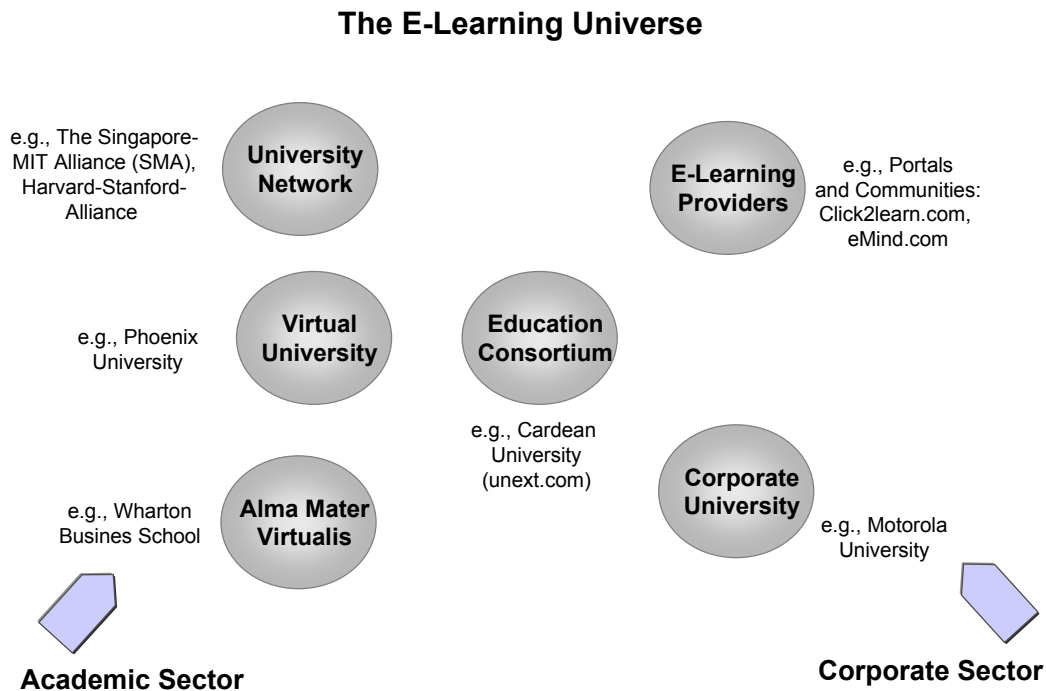 The E-Learning Universe
e.g., The Singapore-
MIT Alliance (SMA),
Harvard-Stanford-
Alliance
University
Network
E-Learning
Providers
e.g., Portals
and Communities:
Click2learn.com,
eMind.com
e.g., Phoenix
University
Virtual
University
Education
Consortium
e.g., Cardean
University
(unext.com)
e.g., Wharton
Busines School
Alma Mater
Virtualis
Corporate
University
e.g., Motorola
University
Academic Sector
Corporate Sector